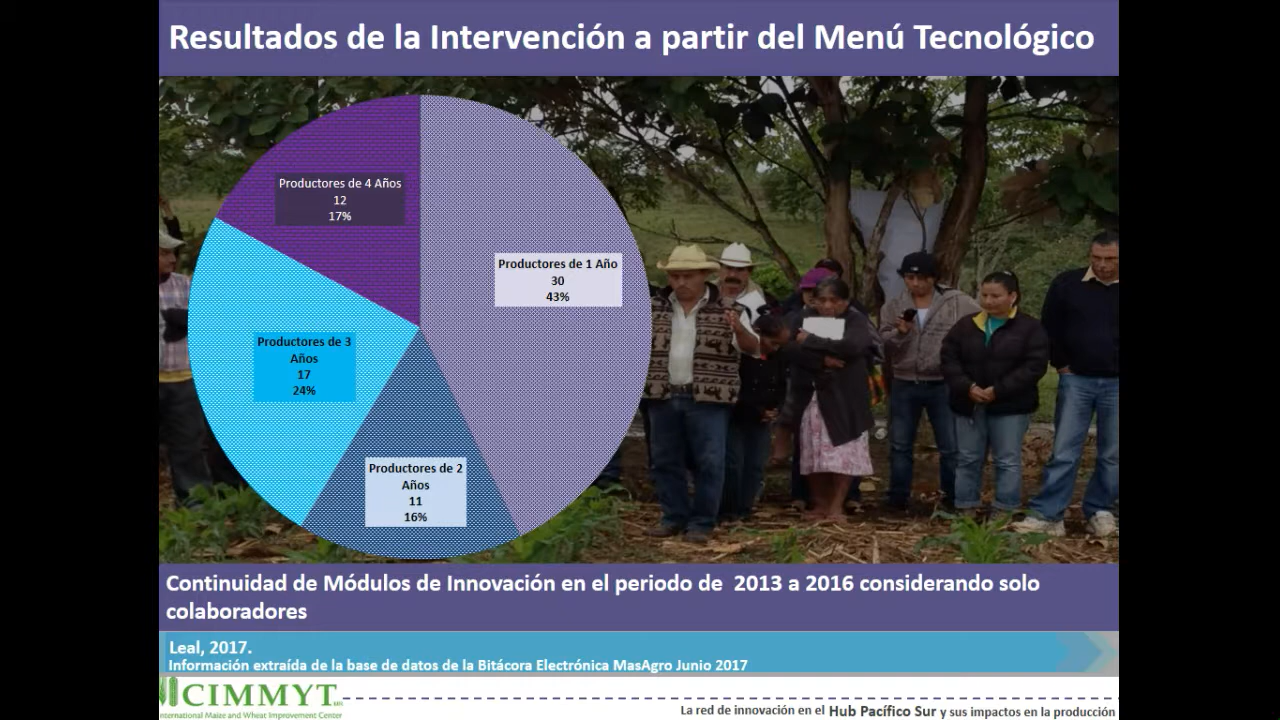 Resultados de la Intervención a partir del Menú Tecnológico
Productores de 4 Años
12
17%
Productores de 1 Año
30
43%
Productores de 3
Años
17
24%
Productores de 2
Años
11
16%
Continuidad de Módulos de Innovación en el periodo de 2013 a 2016 considerando solo
colaboradores
Leal, 2017.
Información extraída de la base de datos de la Bitácora Electrónica MasAgro Junio 2017
CIMMYT
International Maize and Wheat Improvement Center
La red de innovación en el Hub Pacífico Sur y sus impactos en la producción